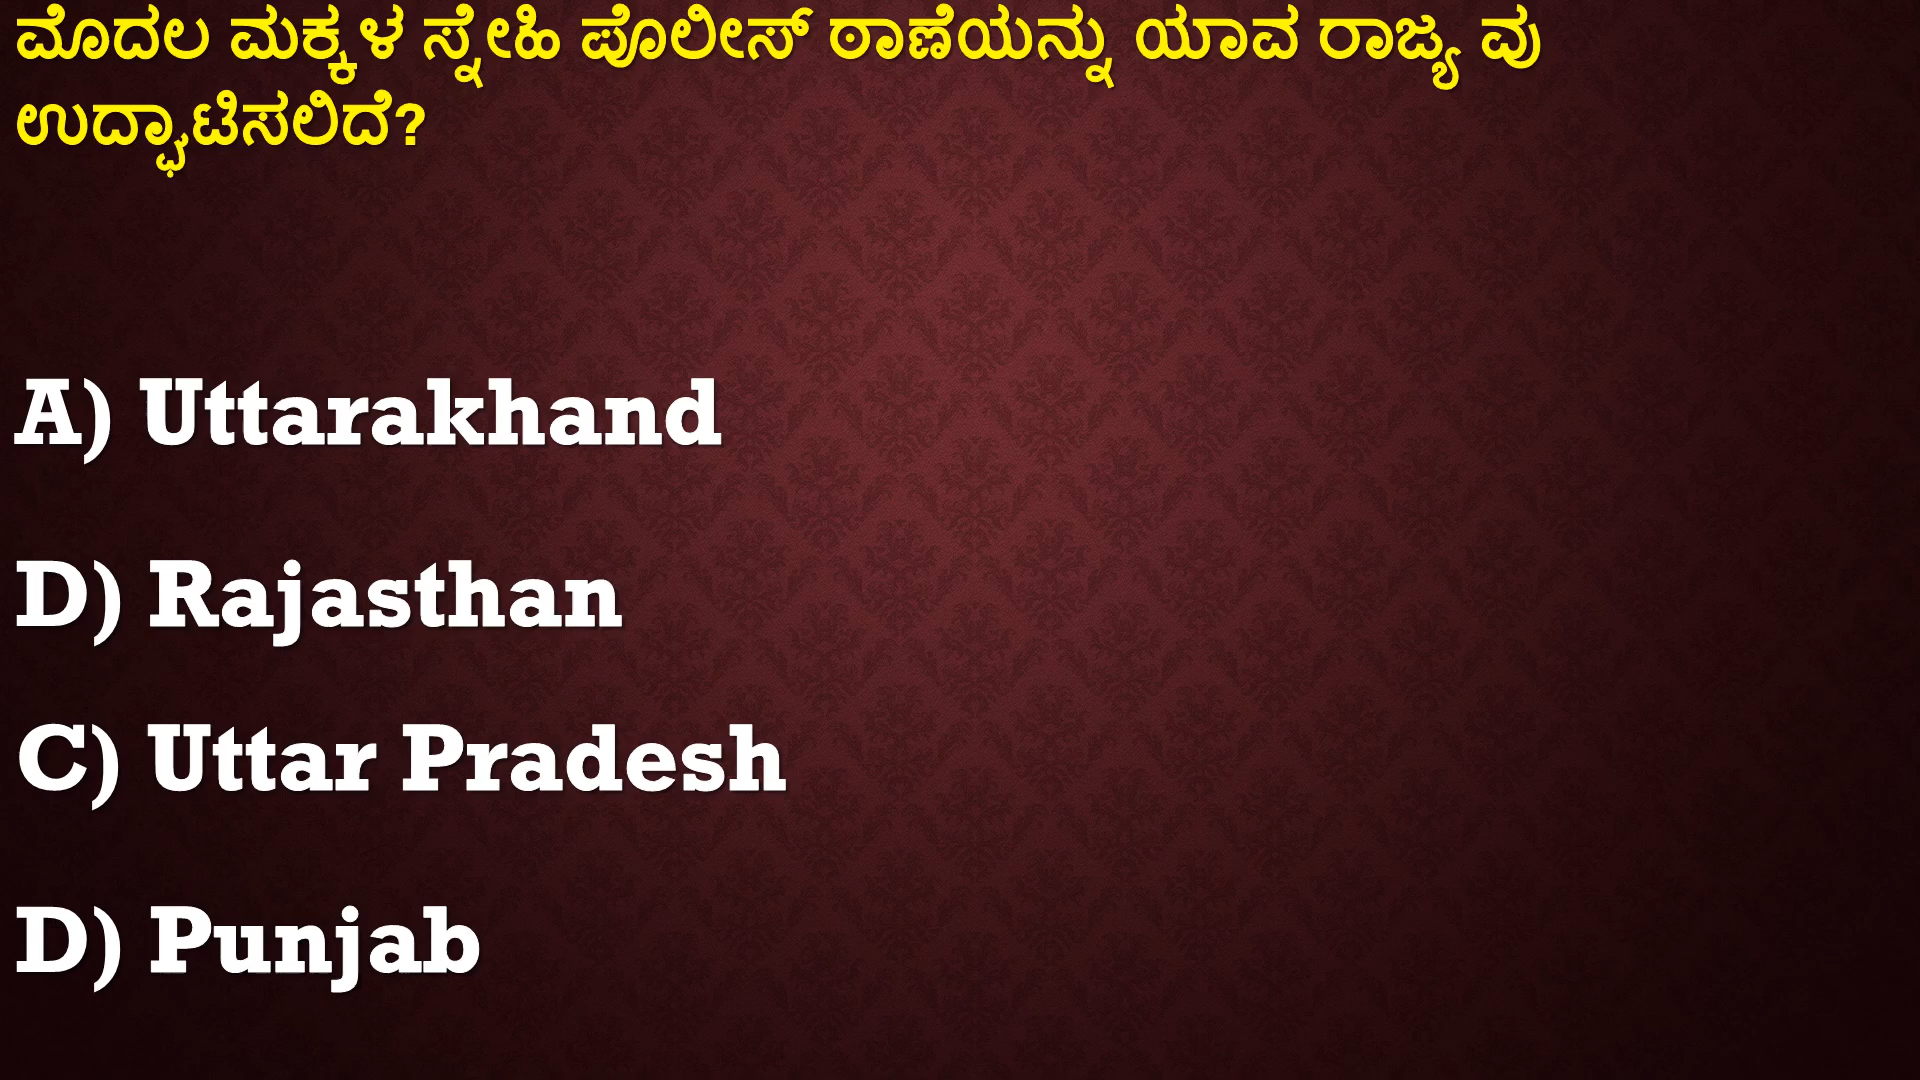 ಮೊದಲ ಮಕ್ಕಳ ಸ್ನೇಹಿ ಪೊಲೀಸ್ ಠಾಣೆಯನ್ನು ಯಾವ ರಾಜ್ಯ ವು
ಉದ್ಘಾಟಿಸಲಿದೆ?
A) Uttarakhand
D) Rajasthan
C) Uttar Pradesh
D) Punjab